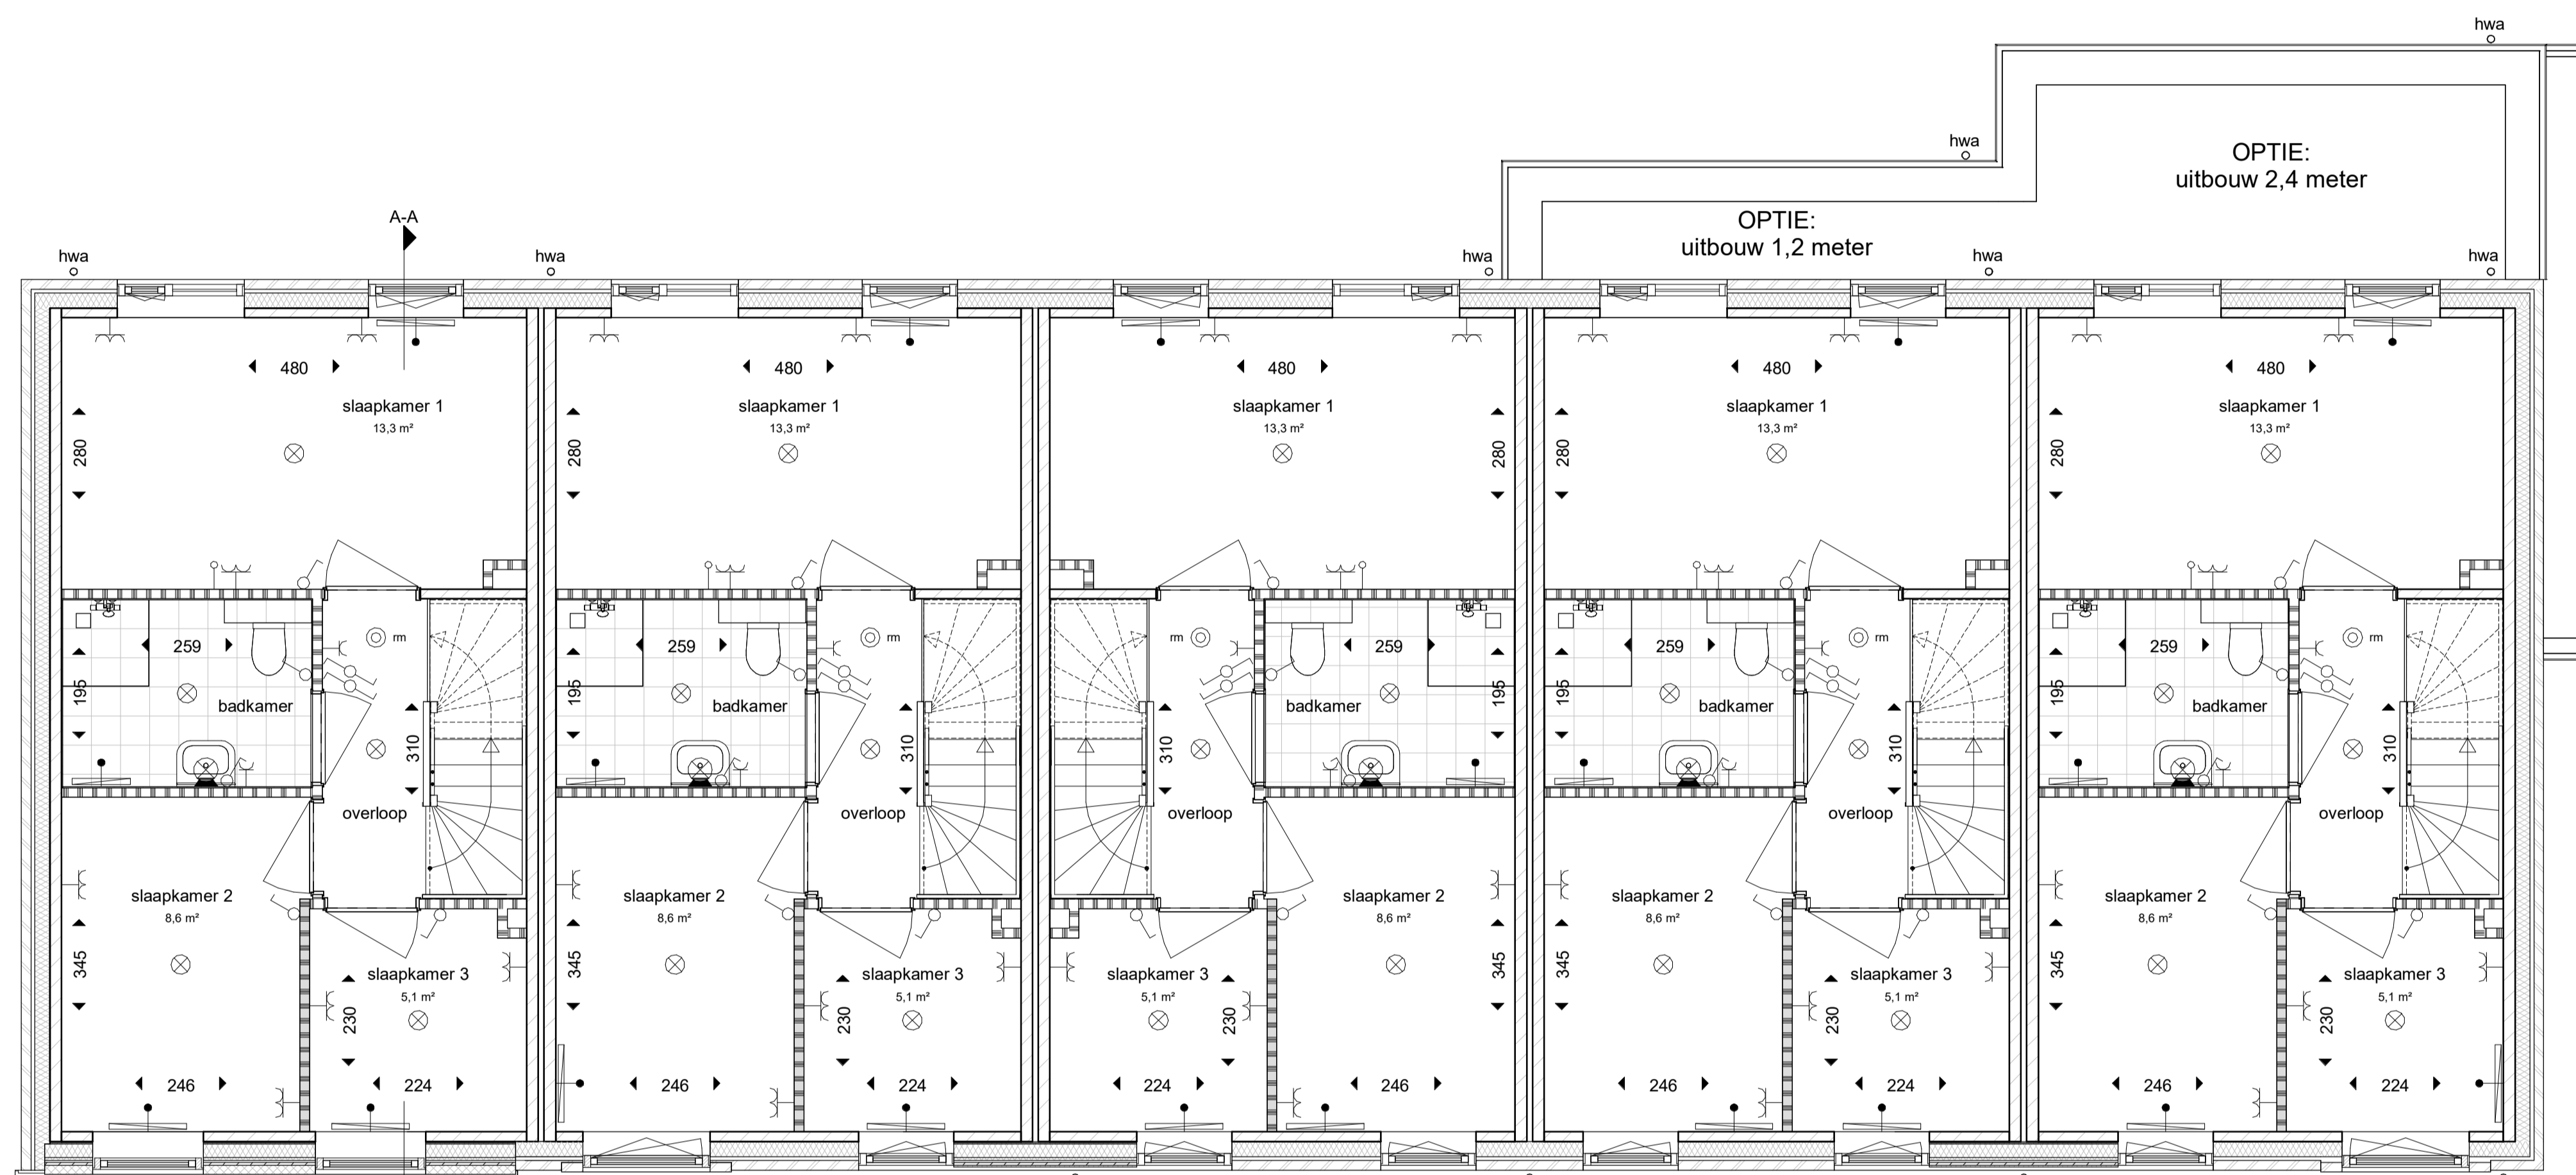 hwa
hwa
OPTIE:
uitbouw 2,4 meter
A-A
OPTIE:
uitbouw 1,2 meter
hwa hwa hwa hwa hwa
480 480 480 480 480
slaapkamer 1 slaapkamer 1 slaapkamer 1 slaapkamer 1 slaapkamer 1
13,3 m² 13,3 m² 13,3 m² 13,3 m² 13,3 m²
280 280 280 280 280
rm rm rm rm rm
259 259 259 259 259
195 195 195 195 195
badkamer badkamer badkamer badkamer badkamer
310 310 310 310 310
overloop overloop overloop overloop overloop
slaapkamer 2 slaapkamer 2 slaapkamer 2 slaapkamer 2 slaapkamer 2
8,6 m² 8,6 m² 8,6 m² 8,6 m² 8,6 m²
345 345 345 345 345
slaapkamer 3 slaapkamer 3 slaapkamer 3 slaapkamer 3 slaapkamer 3
5,1 m² 5,1 m² 5,1 m² 5,1 m² 5,1 m²
230 230 230 230 230
246 224 246 224 224 246 246 224 246 224